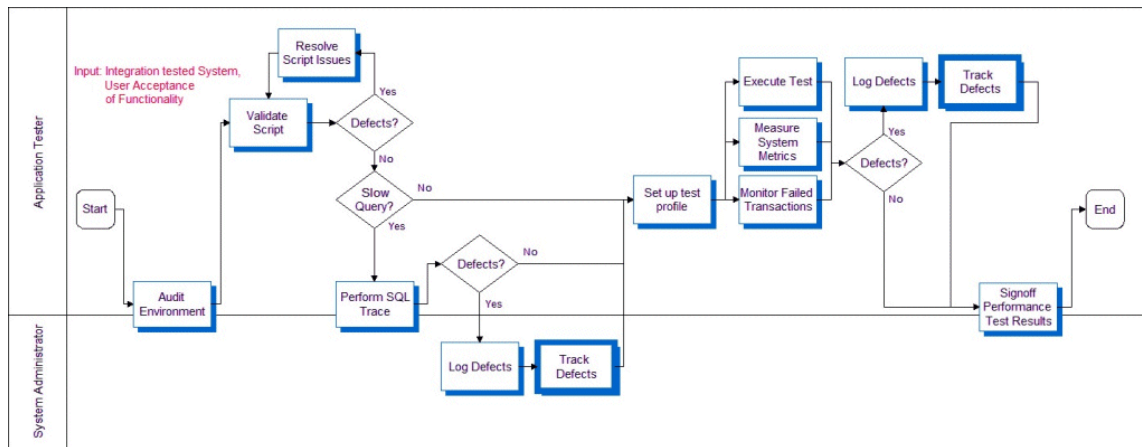 Application Tester
System Administrator
Input: Integration tested System,
User Acceptance
of Functionality
Start
Audit
Environment
Validate
Script
Resolve
Script Issues
Defects?
Yes
No
Slow
Query?
No
Yes
Perform SQL
Trace
Defects?
No
Yes
Log Defects
Track
Defects
Set up test
profile
Execute Test
Measure
System
Metrics
Monitor Failed
Transactions
Defects?
Yes
No
Log Defects
Track
Defects
Signoff
Performance
Test Results
End